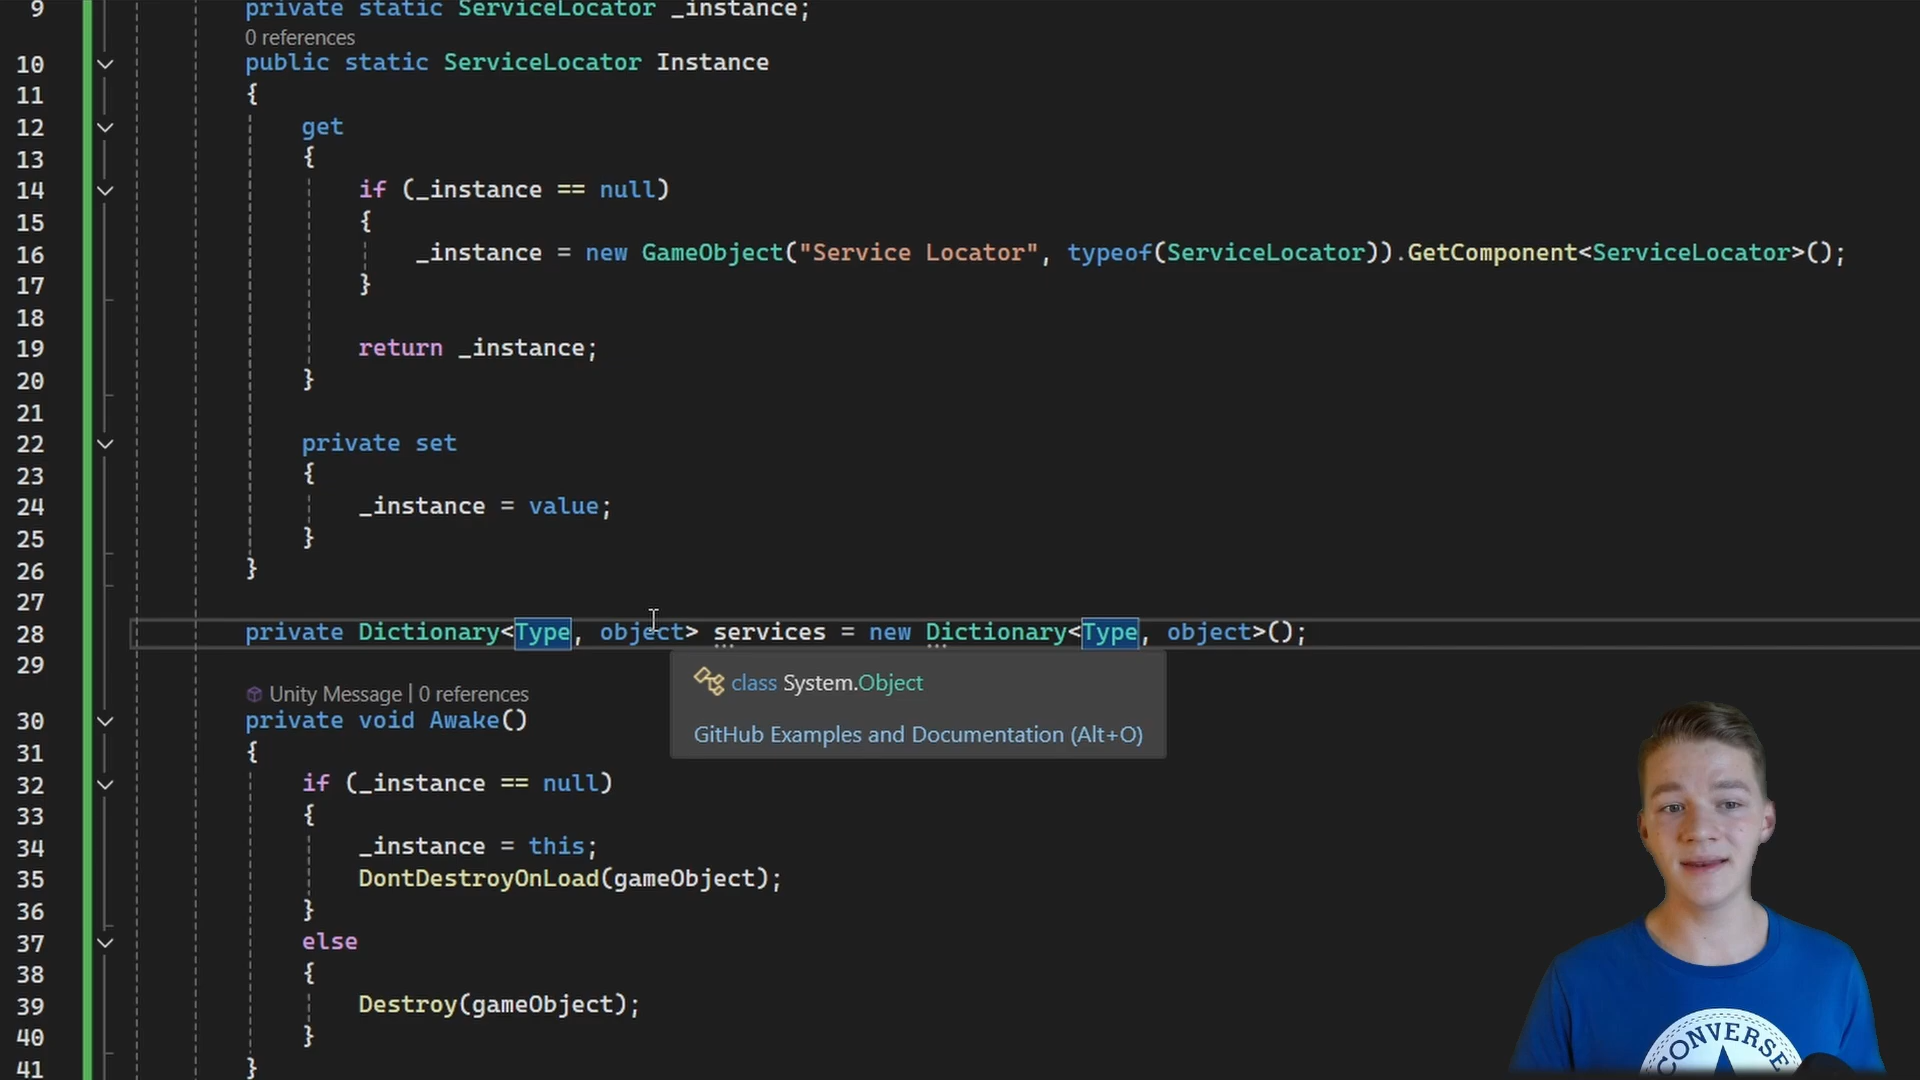 9 private static ServiceLocator _instance;
0 references
10 public static ServiceLocator Instance
11 {
12 get
13 {
14 if (_instance == null)
15 {
16 _instance = new GameObject("Service Locator", typeof(ServiceLocator)).GetComponent<ServiceLocator>();
17 }
18
19 return _instance;
20 }
21
22 private set
23 {
24 _instance = value;
25 }
26 }
27
28 private Dictionary<Type, object> services = new Dictionary<Type, object>();
29
class System.Object
GitHub Examples and Documentation (Alt+O)
Unity Message | 0 references
30 private void Awake()
31 {
32 if (_instance == null)
33 {
34 _instance = this;
35 DontDestroyOnLoad(gameObject);
36 }
37 else
38 {
39 Destroy(gameObject);
40 }
41 }
CONVERSE